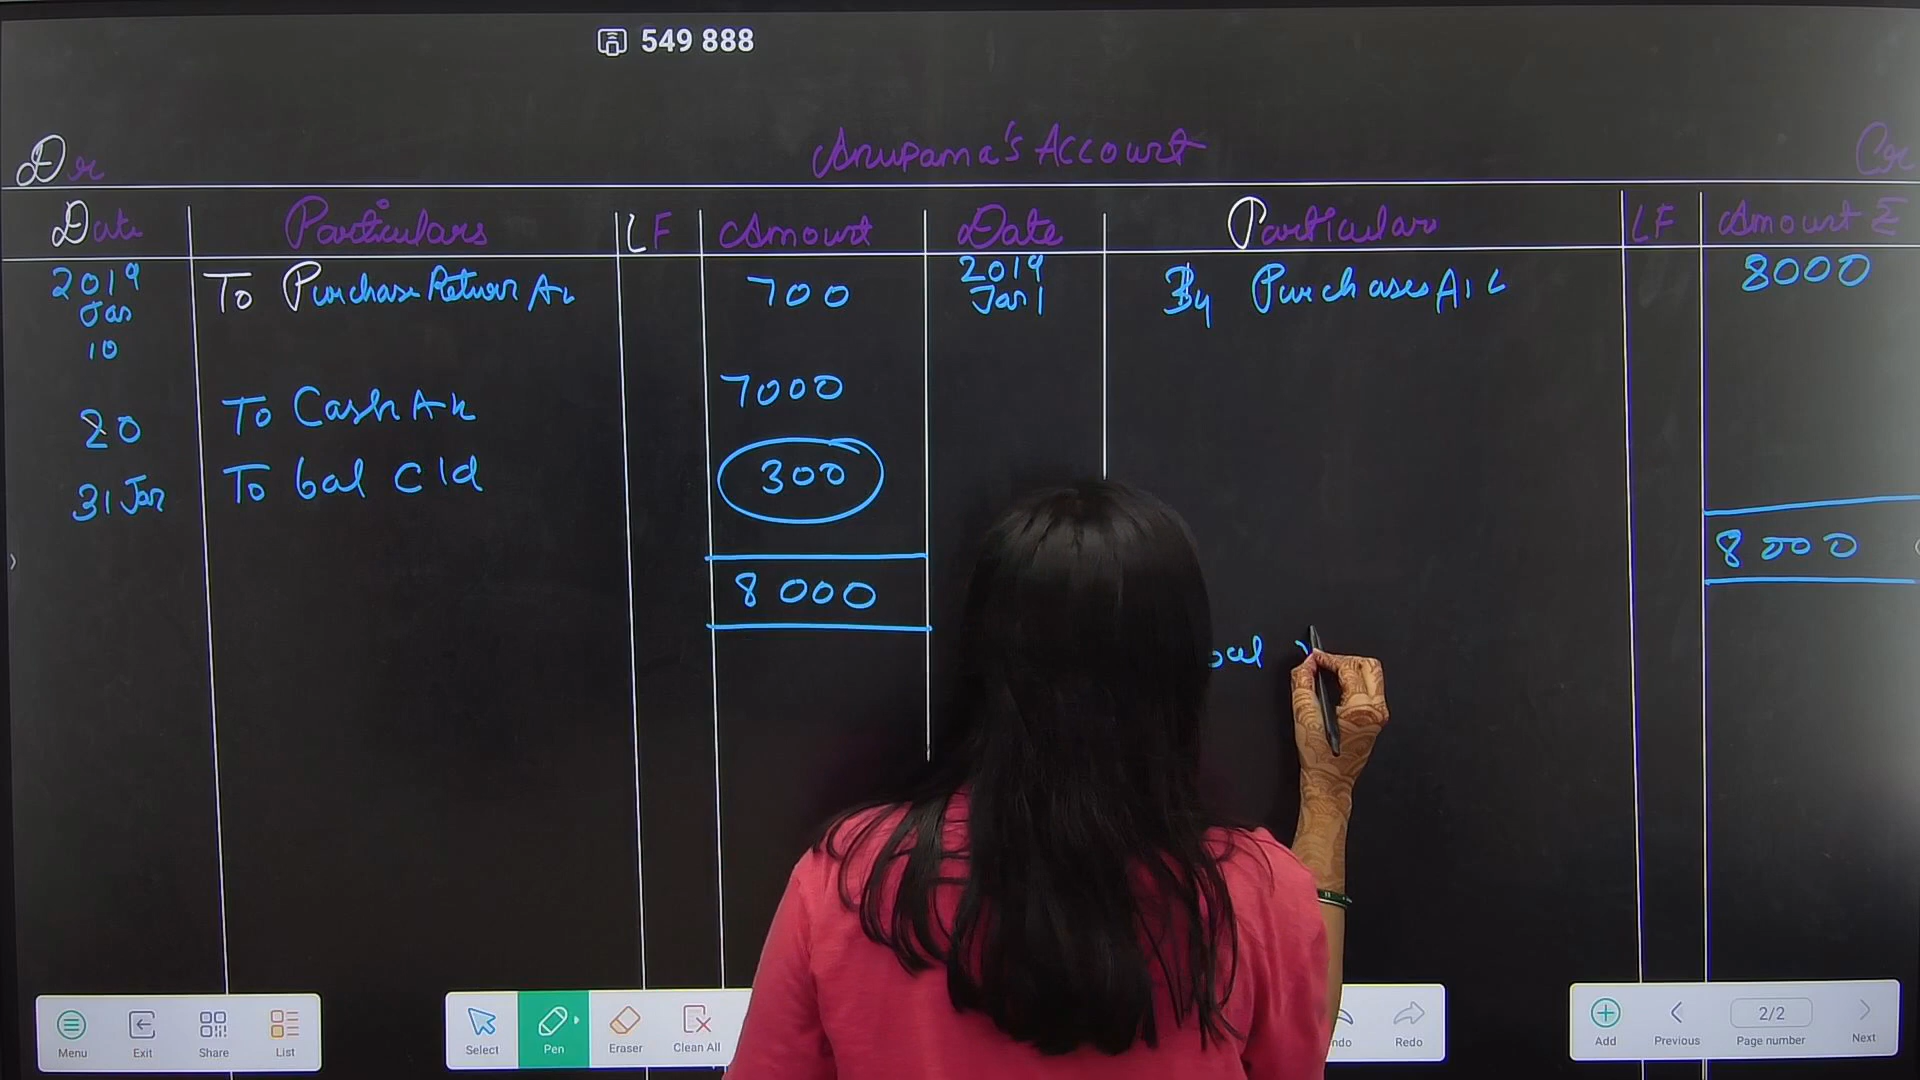 549 888
Dr Anupama's Account Cr
Date Particulars LF Amount Date Particulars LF Amount
2019 To Purchase Return A/c 700 2019 By Purchases A/c 8000
Jan Jan 1
10
20 To Cash A/c 7000
31 Jan To bal c/d 300
8000 8000
bal
Menu Exit Share List Select Pen Eraser Clean All Redo Add Previous 2/2 Page number Next